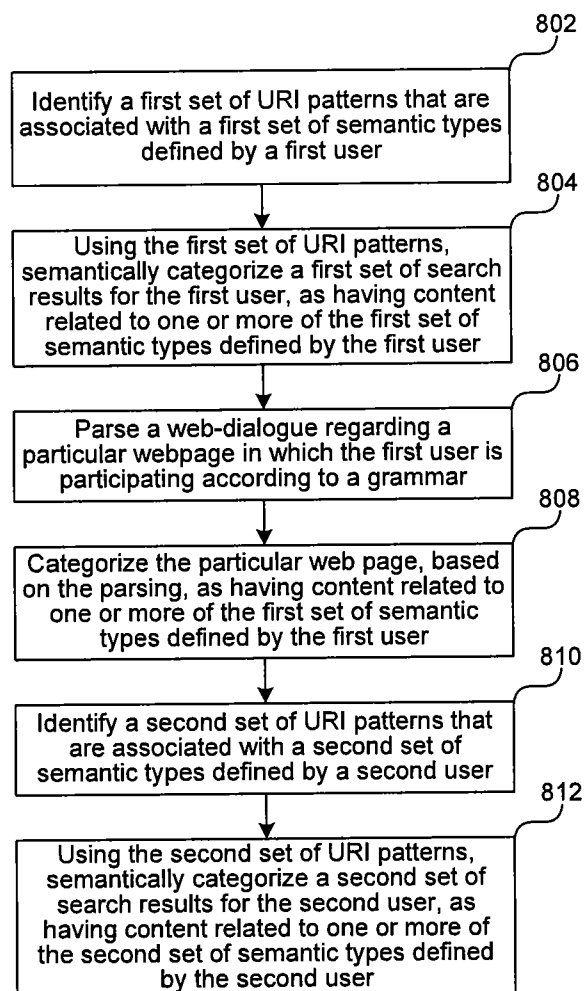 802
Identify a first set of URI patterns that are
associated with a first set of semantic types
defined by a first user
804
Using the first set of URI patterns,
semantically categorize a first set of search
results for the first user, as having content
related to one or more of the first set of
semantic types defined by the first user
806
Parse a web-dialogue regarding a
particular webpage in which the first user is
participating according to a grammar
808
Categorize the particular web page, based
on the parsing, as having content related to
one or more of the first set of semantic
types defined by the first user
810
Identify a second set of URI patterns that
are associated with a second set of
semantic types defined by a second user
812
Using the second set of URI patterns,
semantically categorize a second set of
search results for the second user, as
having content related to one or more of
the second set of semantic types defined
by the second user